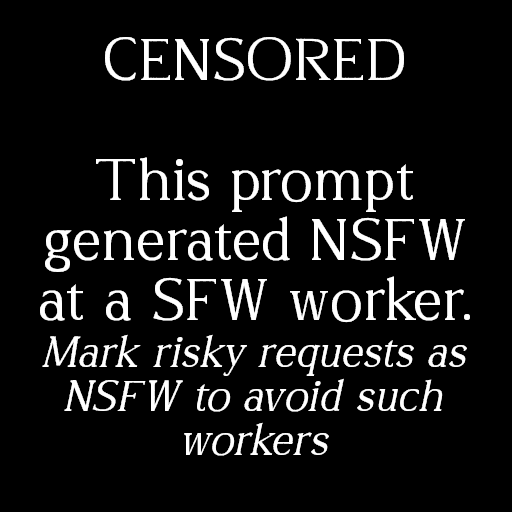 CENSORED
This prompt
generated NSFW
at a SFW worker.
Mark risky requests as
NSFW to avoid such
workers